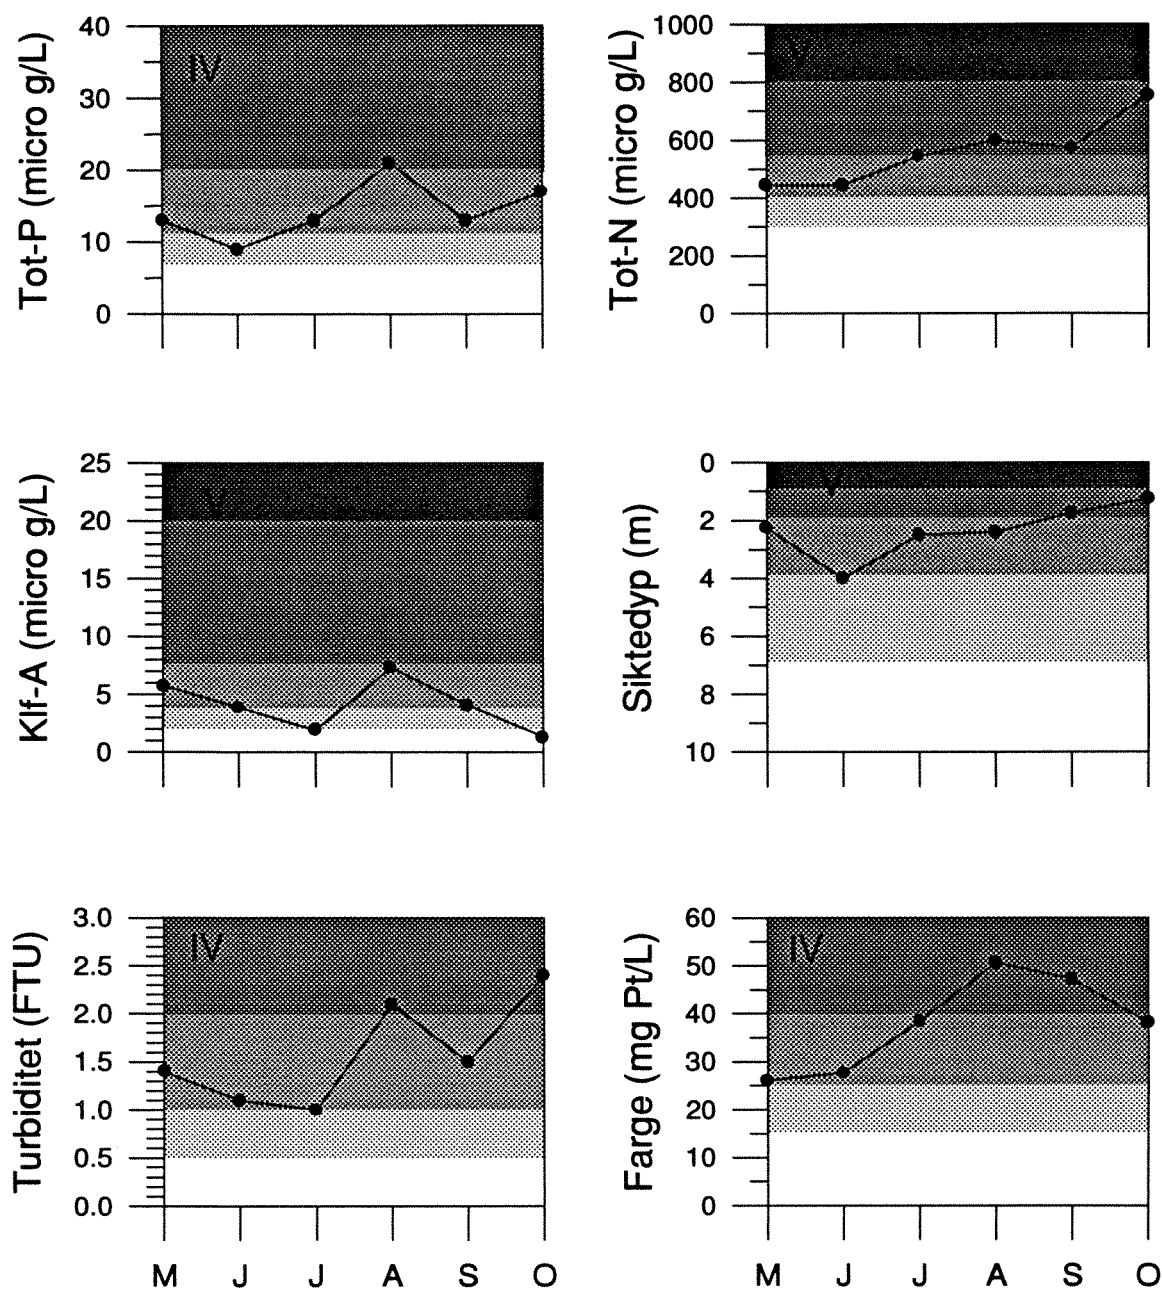 Tot-P (micro g/L)
40
30
20
10
0
IV
Tot-N (micro g/L)
1000
800
600
400
200
0
V
Klf-A (micro g/L)
25
20
15
10
5
0
V
Siktedyp (m)
0
2
4
6
8
10
V
Turbiditet (FTU)
3.0
2.5
2.0
1.5
1.0
0.5
0.0
IV
M J J A S O
Farge (mg Pt/L)
60
50
40
30
20
10
0
IV
M J J A S O